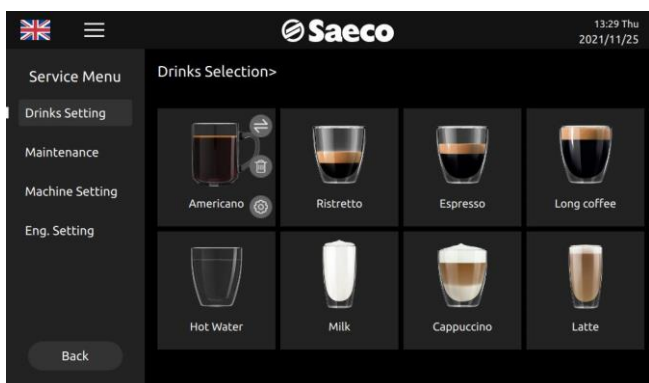 Saeco
13:29 Thu
2021/11/25
Service Menu
Drinks Setting
Maintenance
Machine Setting
Eng. Setting
Back
Drinks Selection>
Americano
Ristretto
Espresso
Long coffee
Hot Water
Milk
Cappuccino
Latte